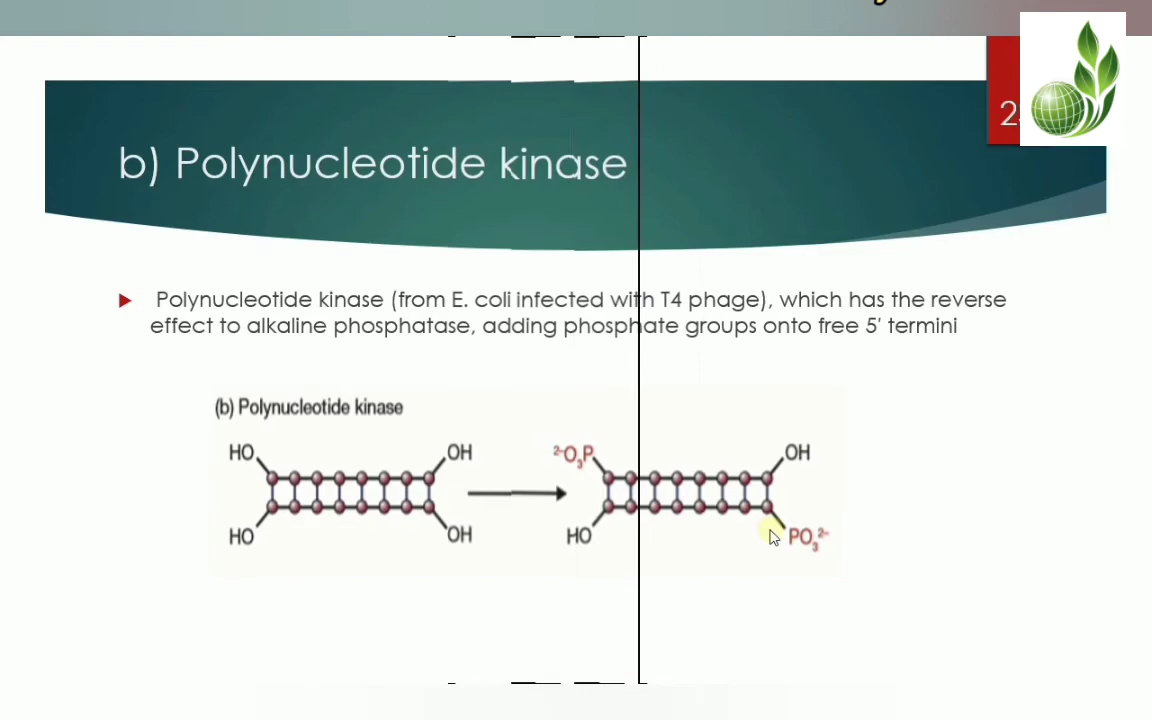 b) Polynucleotide kinase
Polynucleotide kinase (from E. coli infected with T4 phage), which has the reverse
effect to alkaline phosphatase, adding phosphate groups onto free 5′ termini
(b) Polynucleotide kinase
HO OH ²⁻O₃P OH
HO OH HO PO₃²⁻